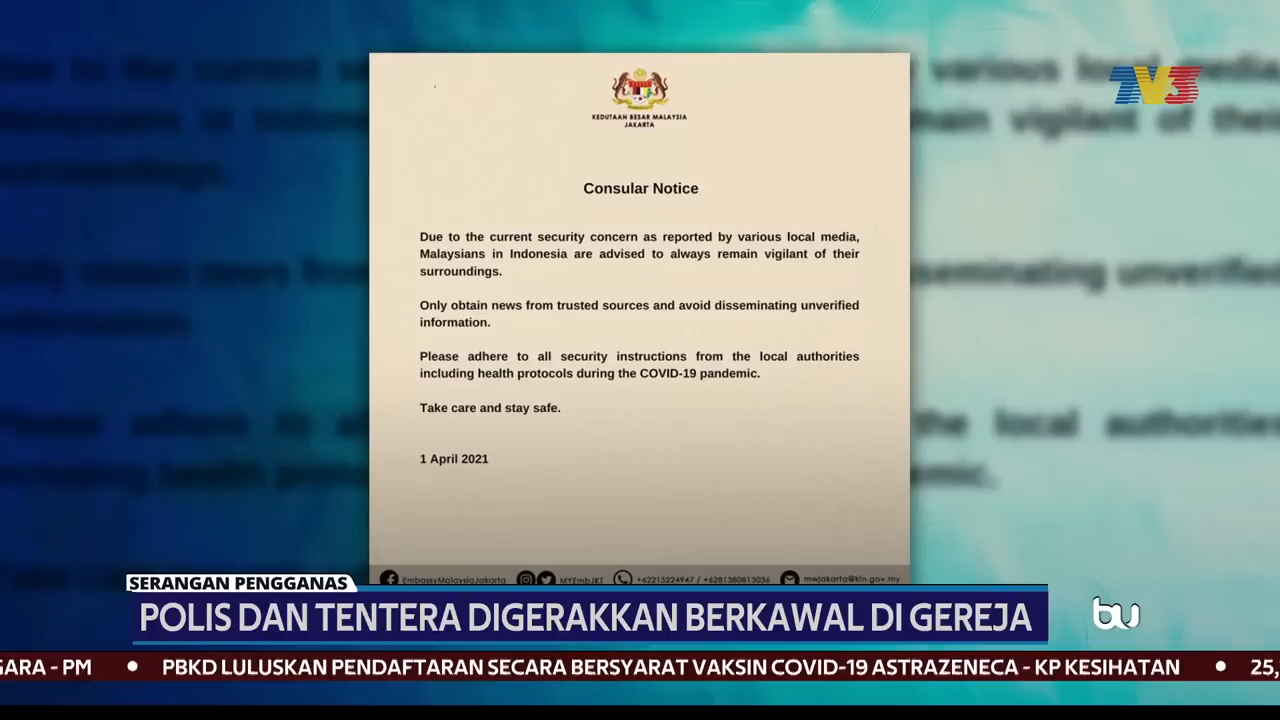 TV3
KEDUTAAN BESAR MALAYSIA
JAKARTA
Consular Notice
Due to the current security concern as reported by various local media,
Malaysians in Indonesia are advised to always remain vigilant of their
surroundings.
Only obtain news from trusted sources and avoid disseminating unverified
information.
Please adhere to all security instructions from the local authorities
including health protocols during the COVID-19 pandemic.
Take care and stay safe.
1 April 2021
EmbassyMalaysiaJakarta MYEmbJKT +62215224947 / +6281380813036 mwjakarta@kln.gov.my
SERANGAN PENGGANAS
POLIS DAN TENTERA DIGERAKKAN BERKAWAL DI GEREJA
bu
GARA - PM • PBKD LULUSKAN PENDAFTARAN SECARA BERSYARAT VAKSIN COVID-19 ASTRAZENECA - KP KESIHATAN • 25,